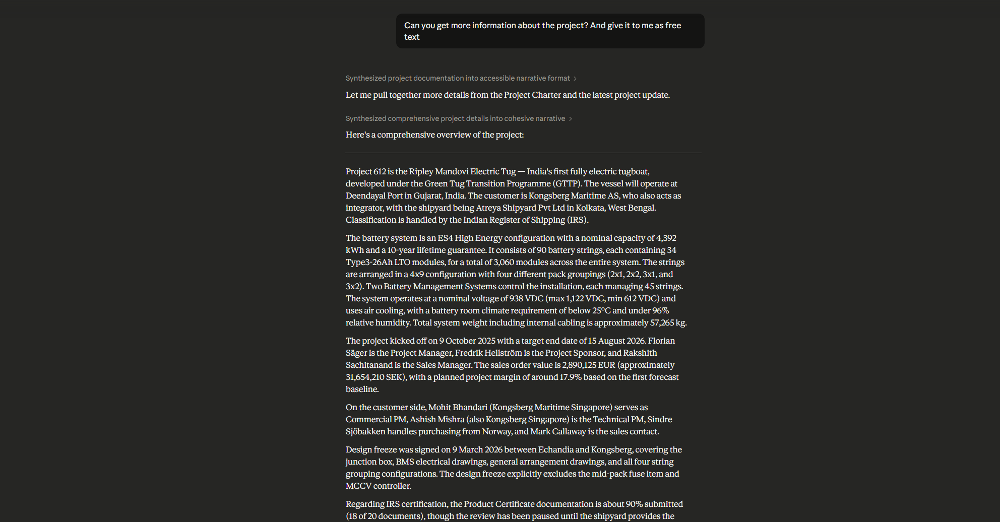 Can you get more information about the project? And give it to me as free
text
Synthesized project documentation into accessible narrative format >
Let me pull together more details from the Project Charter and the latest project update.
Synthesized comprehensive project details into cohesive narrative >
Here's a comprehensive overview of the project:
Project 612 is the Ripley Mandovi Electric Tug — India's first fully electric tugboat,
developed under the Green Tug Transition Programme (GTTP). The vessel will operate at
Deendayal Port in Gujarat, India. The customer is Kongsberg Maritime AS, who also acts as
integrator, with the shipyard being Atreya Shipyard Pvt Ltd in Kolkata, West Bengal.
Classification is handled by the Indian Register of Shipping (IRS).
The battery system is an ES4 High Energy configuration with a nominal capacity of 4,392
kWh and a 10-year lifetime guarantee. It consists of 90 battery strings, each containing 34
Type3-26Ah LTO modules, for a total of 3,060 modules across the entire system. The strings
are arranged in a 4x9 configuration with four different pack groupings (2x1, 2x2, 3x1, and
3x2). Two Battery Management Systems control the installation, each managing 45 strings.
The system operates at a nominal voltage of 938 VDC (max 1,122 VDC, min 612 VDC) and
uses air cooling, with a battery room climate requirement of below 25°C and under 96%
relative humidity. Total system weight including internal cabling is approximately 57,265 kg.
The project kicked off on 9 October 2025 with a target end date of 15 August 2026. Florian
Säger is the Project Manager, Fredrik Hellström is the Project Sponsor, and Rakshith
Sachitanand is the Sales Manager. The sales order value is 2,890,125 EUR (approximately
31,654,210 SEK), with a planned project margin of around 17.9% based on the first forecast
baseline.
On the customer side, Mohit Bhandari (Kongsberg Maritime Singapore) serves as
Commercial PM, Ashish Mishra (also Kongsberg Singapore) is the Technical PM, Sindre
Sjöbakken handles purchasing from Norway, and Mark Callaway is the sales contact.
Design freeze was signed on 9 March 2026 between Echandia and Kongsberg, covering the
junction box, BMS electrical drawings, general arrangement drawings, and all four string
grouping configurations. The design freeze explicitly excludes the mid-pack fuse item and
MCCV controller.
Regarding IRS certification, the Product Certificate documentation is about 90% submitted
(18 of 20 documents), though the review has been paused until the shipyard provides the